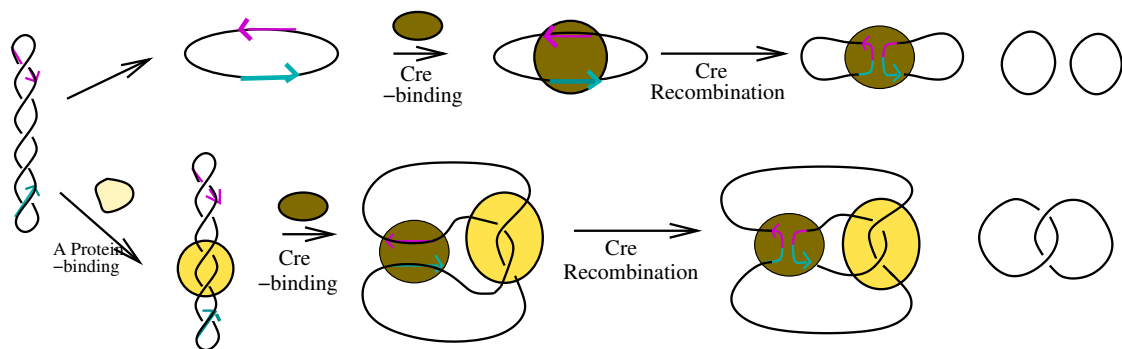 Cre
−binding
Cre
Recombination
A Protein
−binding
Cre
−binding
Cre
Recombination